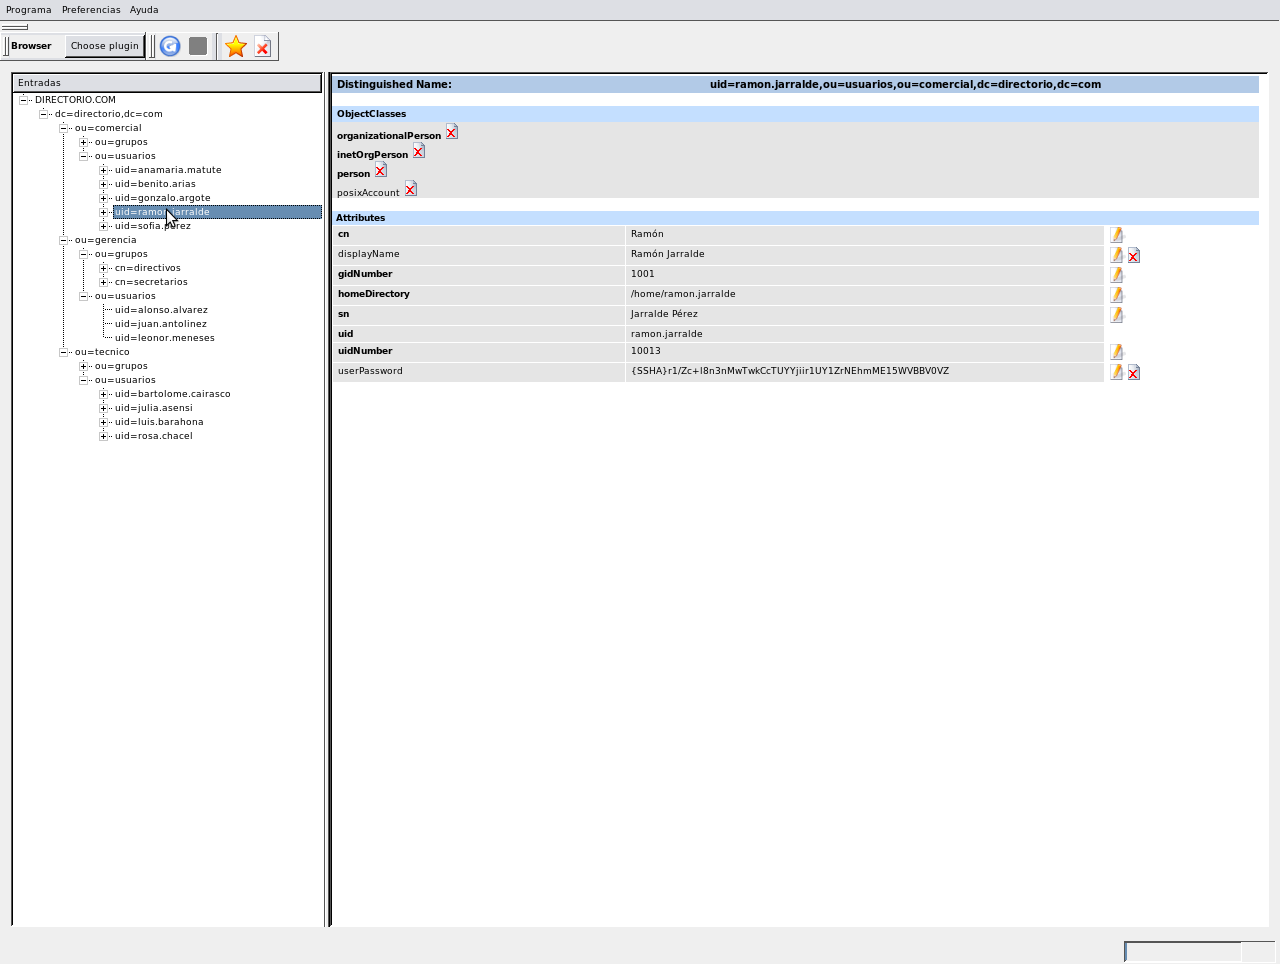 Programa Preferencias Ayuda
Browser Choose plugin
Entradas
DIRECTORIO.COM
dc=directorio,dc=com
ou=comercial
ou=grupos
ou=usuarios
uid=anamaria.matute
uid=benito.arias
uid=gonzalo.argote
uid=ramon.jarralde
uid=sofia.perez
ou=gerencia
ou=grupos
cn=directivos
cn=secretarios
ou=usuarios
uid=alonso.alvarez
uid=juan.antolinez
uid=leonor.meneses
ou=tecnico
ou=grupos
ou=usuarios
uid=bartolome.cairasco
uid=julia.asensi
uid=luis.barahona
uid=rosa.chacel
Distinguished Name: uid=ramon.jarralde,ou=usuarios,ou=comercial,dc=directorio,dc=com
ObjectClasses
organizationalPerson
inetOrgPerson
person
posixAccount
Attributes
cn Ramón
displayName Ramón Jarralde
gidNumber 1001
homeDirectory /home/ramon.jarralde
sn Jarralde Pérez
uid ramon.jarralde
uidNumber 10013
userPassword {SSHA}r1/Zc+I8n3nMwTwkCcTUYYjiir1UY1ZrNEhmME15WVBBV0VZ